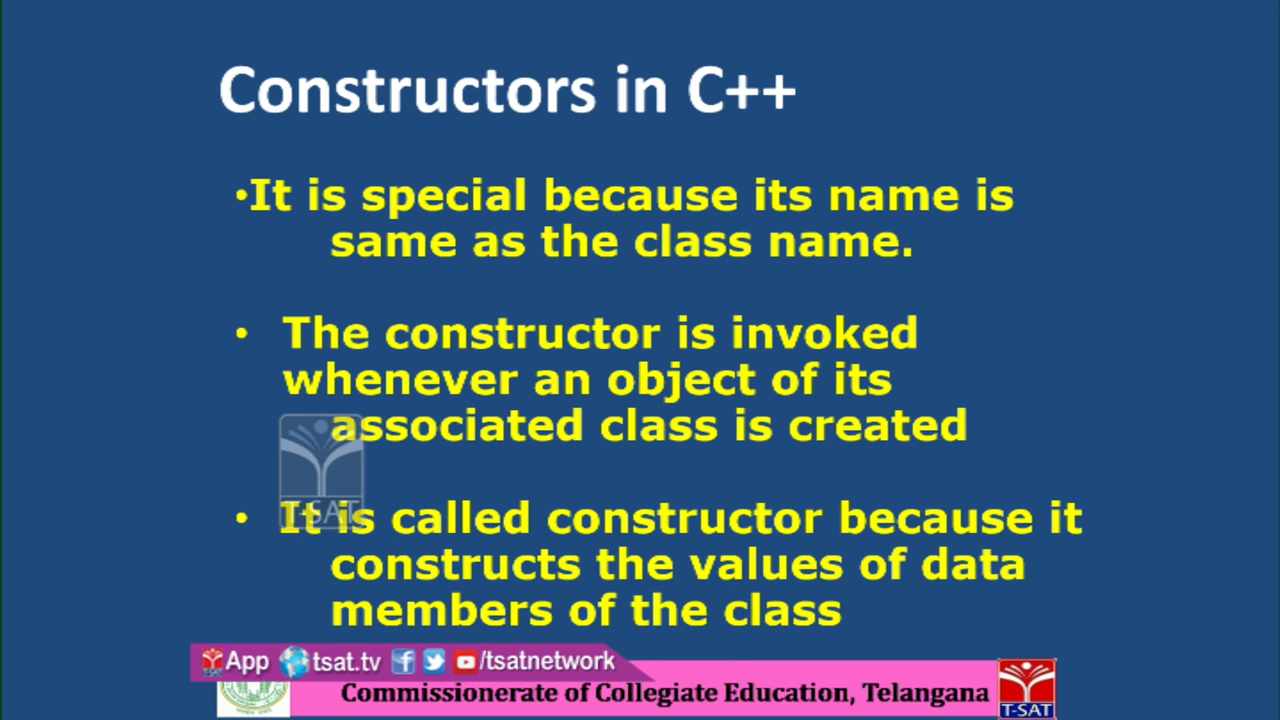 Constructors in C++
•It is special because its name is
same as the class name.
• The constructor is invoked
whenever an object of its
associated class is created
• It is called constructor because it
constructs the values of data
members of the class
T-SAT
App tsat.tv /tsatnetwork
Commissionerate of Collegiate Education, Telangana
T-SAT